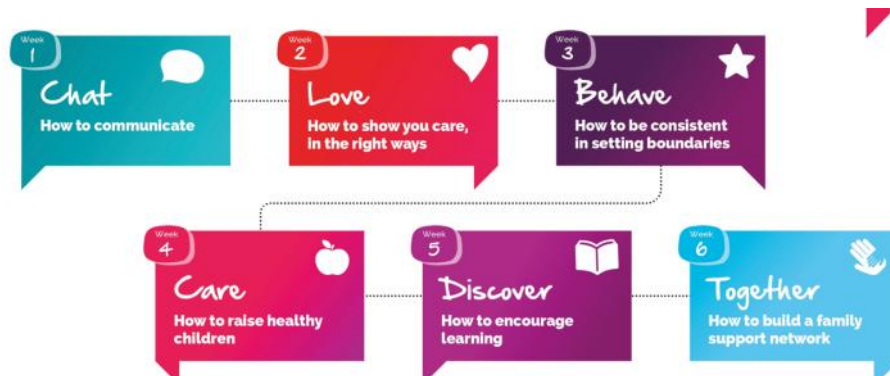 Week
1
Chat
How to communicate
Week
2
Love
How to show you care,
in the right ways
Week
3
Behave
How to be consistent
in setting boundaries
Week
4
Care
How to raise healthy
children
Week
5
Discover
How to encourage
learning
Week
6
Together
How to build a family
support network